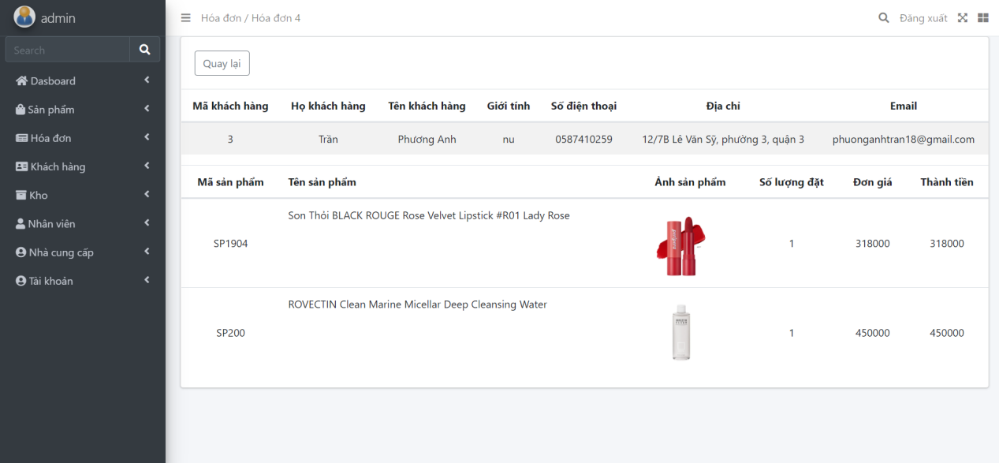 admin
Hóa đơn / Hóa đơn 4
Đăng xuất
Search
Dasboard
Sản phẩm
Hóa đơn
Khách hàng
Kho
Nhân viên
Nhà cung cấp
Tài khoản
Quay lại
Mã khách hàng Họ khách hàng Tên khách hàng Giới tính Số điện thoại Địa chỉ Email
3 Trần Phương Anh nu 0587410259 12/7B Lê Văn Sỹ, phường 3, quận 3 phuonganhtran18@gmail.com
Mã sản phẩm Tên sản phẩm Ảnh sản phẩm Số lượng đặt Đơn giá Thành tiền
Son Thỏi BLACK ROUGE Rose Velvet Lipstick #R01 Lady Rose
SP1904 1 318000 318000
ROVECTIN Clean Marine Micellar Deep Cleansing Water
SP200 1 450000 450000